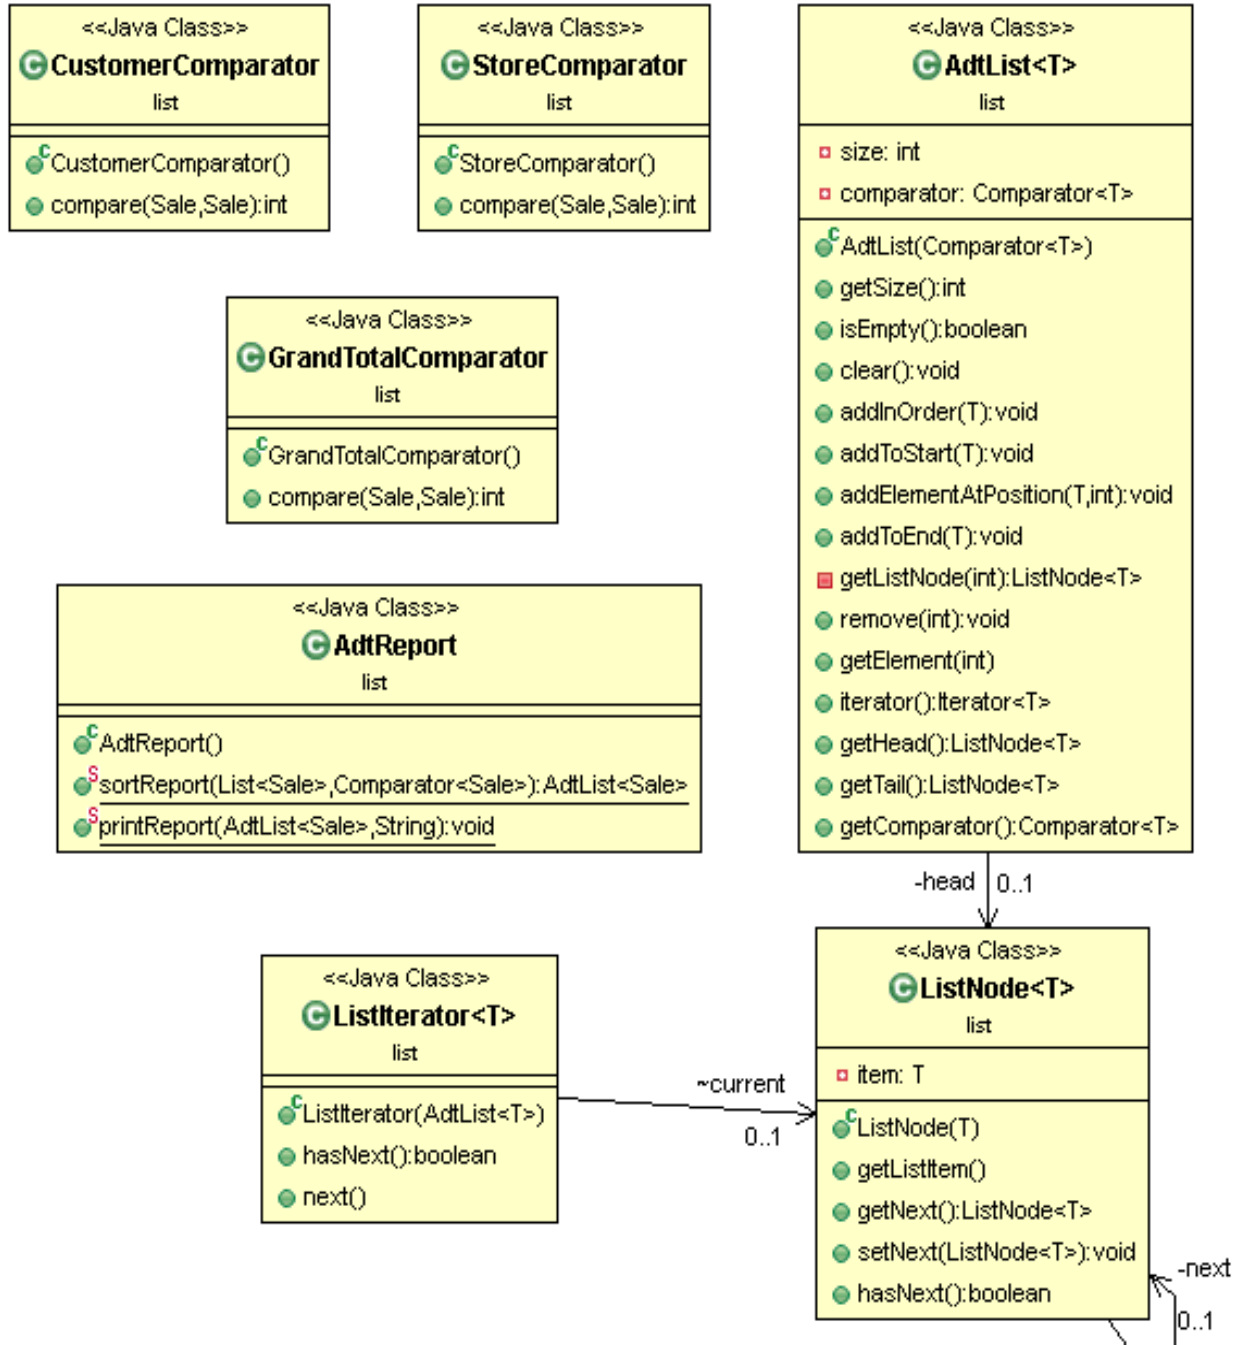 <<Java Class>>
CustomerComparator
list
CustomerComparator()
compare(Sale,Sale):int
<<Java Class>>
StoreComparator
list
StoreComparator()
compare(Sale,Sale):int
<<Java Class>>
AdtList<T>
list
size: int
comparator: Comparator<T>
AdtList(Comparator<T>)
getSize():int
isEmpty():boolean
clear():void
addInOrder(T):void
addToStart(T):void
addElementAtPosition(T,int):void
addToEnd(T):void
getListNode(int):ListNode<T>
remove(int):void
getElement(int)
iterator():Iterator<T>
getHead():ListNode<T>
getTail():ListNode<T>
getComparator():Comparator<T>
<<Java Class>>
GrandTotalComparator
list
GrandTotalComparator()
compare(Sale,Sale):int
<<Java Class>>
AdtReport
list
AdtReport()
sortReport(List<Sale>,Comparator<Sale>):AdtList<Sale>
printReport(AdtList<Sale>,String):void
-head 0..1
<<Java Class>>
ListIterator<T>
list
ListIterator(AdtList<T>)
hasNext():boolean
next()
~current
0..1
<<Java Class>>
ListNode<T>
list
item: T
ListNode(T)
getListItem()
getNext():ListNode<T>
setNext(ListNode<T>):void
hasNext():boolean
-next
0..1